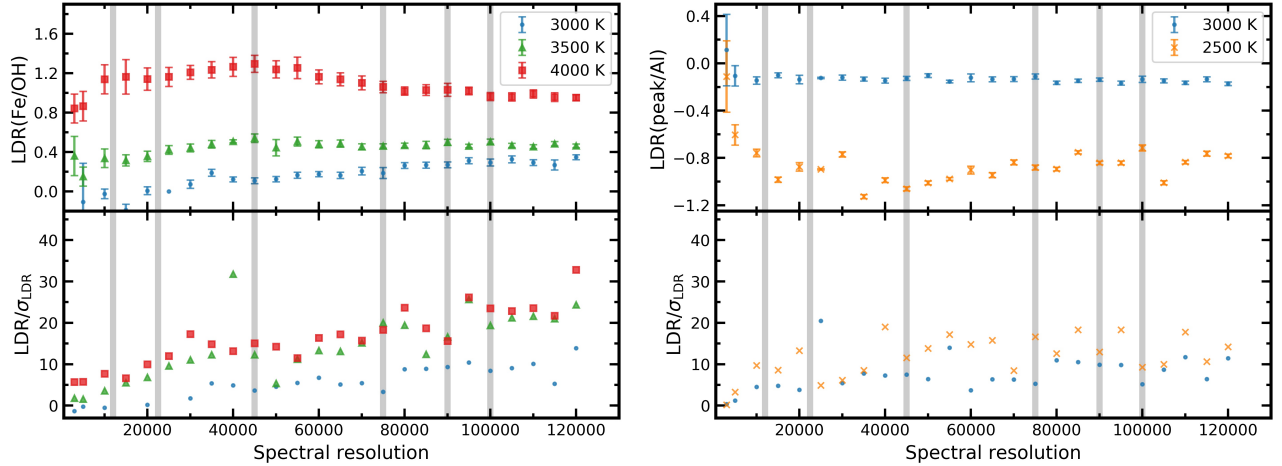 LDR(Fe/OH)
1.6
1.2
0.8
0.4
0.0
3000 K
3500 K
4000 K
LDR/σLDR
40
30
20
10
0
20000 40000 60000 80000 100000 120000
Spectral resolution
LDR(peak/Al)
0.4
0.0
−0.4
−0.8
−1.2
3000 K
2500 K
LDR/σLDR
40
30
20
10
0
20000 40000 60000 80000 100000 120000
Spectral resolution